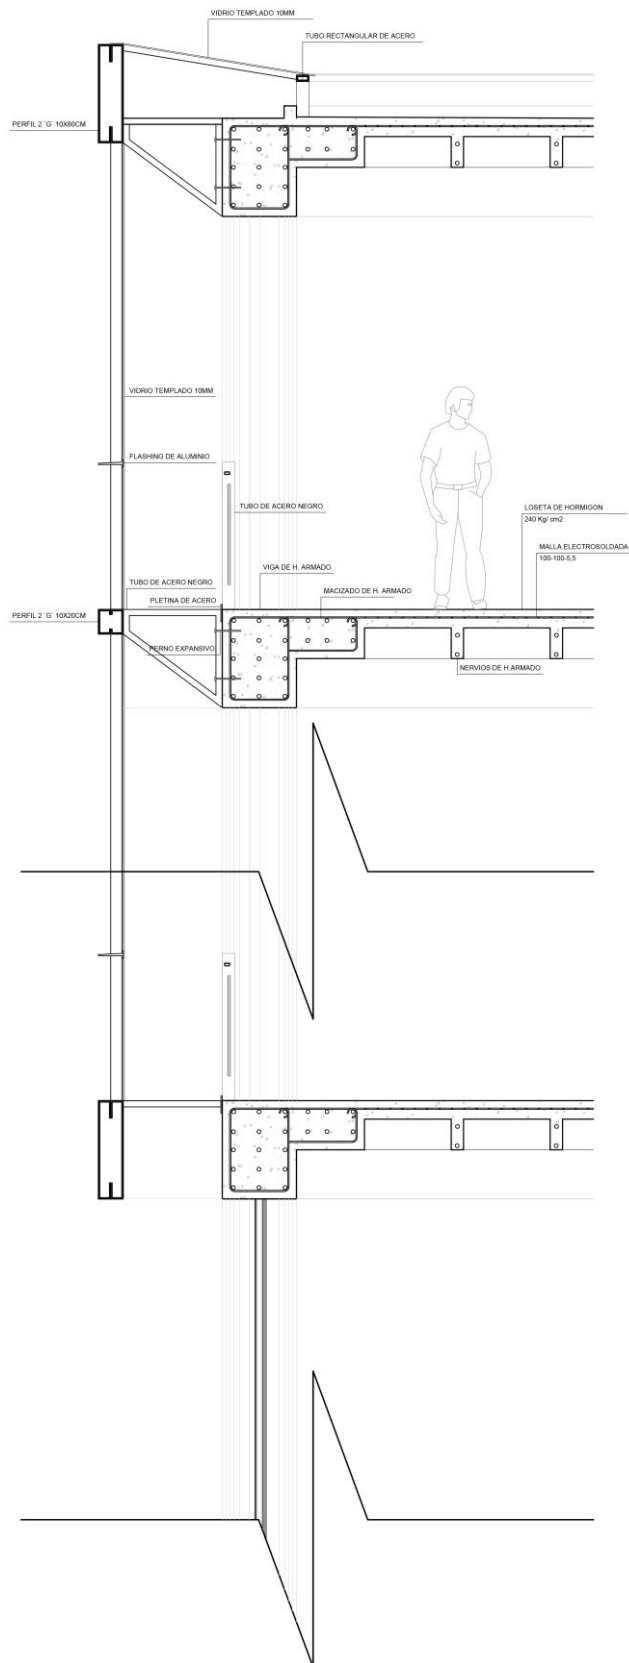 VIDRIO TEMPLADO 10MM
TUBO RECTANGULAR DE ACERO
PERFIL 2 ¨G¨ 10X80CM
VIDRIO TEMPLADO 10MM
FLASHING DE ALUMINIO
TUBO DE ACERO NEGRO
LOSETA DE HORMIGON
240 Kg/ cm2
MALLA ELECTROSOLDADA
100-100-5,5
VIGA DE H. ARMADO
TUBO DE ACERO NEGRO
MACIZADO DE H. ARMADO
PLETINA DE ACERO
PERFIL 2 ¨G¨ 10X20CM
PERNO EXPANSIVO
NERVIOS DE H.ARMADO